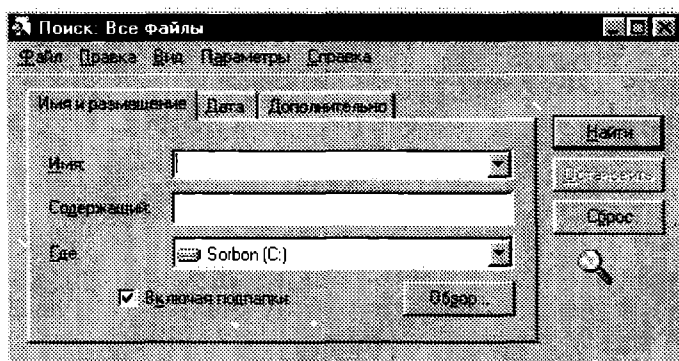 Поиск: Все файлы
Файл Правка Вид Параметры Справка
Имя и размещение Дата Дополнительно
Найти
Имя:
Остановить
Содержащий:
Сброс
Где Sorbon (C:)
Включая подпапки Обзор...